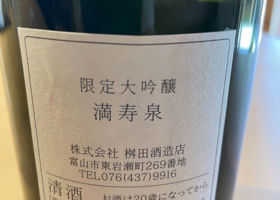 限定大吟醸
満寿泉
株式会社 桝田酒造店
富山市東岩瀬町269番地
TEL.076(437)9916
清酒
お酒は20歳になってから